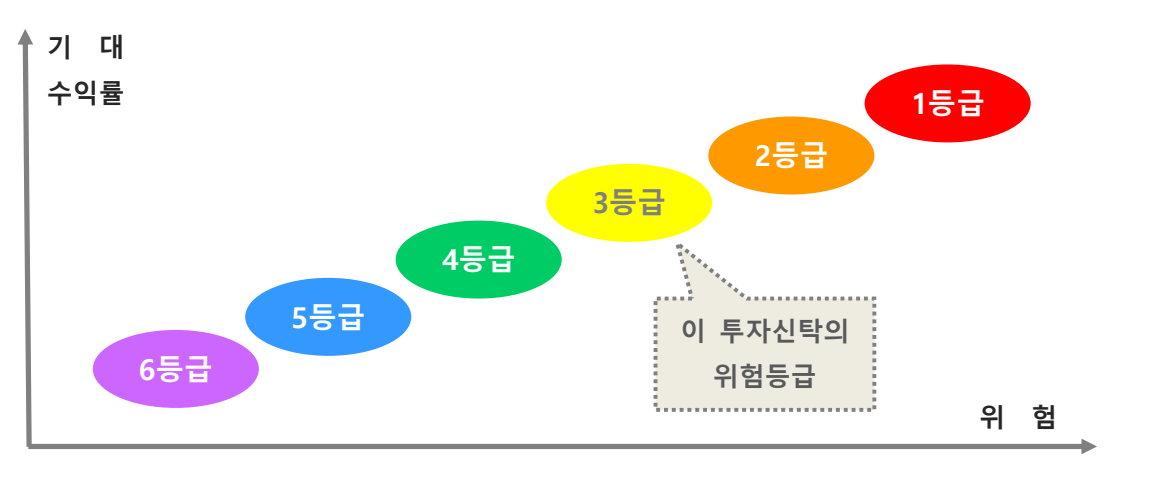 기 대
수익률
1등급
2등급
3등급
4등급
5등급
6등급
이 투자신탁의
위험등급
위 험